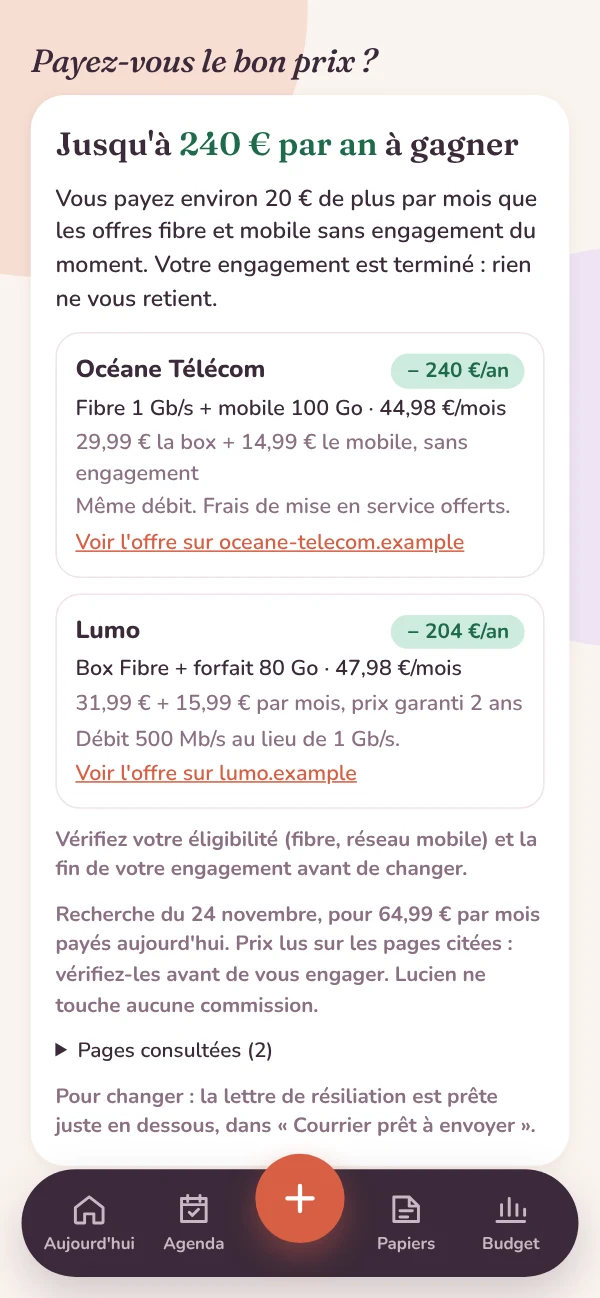 Payez-vous le bon prix ?
Jusqu'à 240 € par an à gagner
Vous payez environ 20 € de plus par mois que
les offres fibre et mobile sans engagement du
moment. Votre engagement est terminé : rien
ne vous retient.
Océane Télécom
− 240 €/an
Fibre 1 Gb/s + mobile 100 Go · 44,98 €/mois
29,99 € la box + 14,99 € le mobile, sans
engagement
Même débit. Frais de mise en service offerts.
Voir l'offre sur oceane-telecom.example
Lumo
− 204 €/an
Box Fibre + forfait 80 Go · 47,98 €/mois
31,99 € + 15,99 € par mois, prix garanti 2 ans
Débit 500 Mb/s au lieu de 1 Gb/s.
Voir l'offre sur lumo.example
Vérifiez votre éligibilité (fibre, réseau mobile) et la
fin de votre engagement avant de changer.
Recherche du 24 novembre, pour 64,99 € par mois
payés aujourd'hui. Prix lus sur les pages citées :
vérifiez-les avant de vous engager. Lucien ne
touche aucune commission.
Pages consultées (2)
Pour changer : la lettre de résiliation est prête
juste en dessous, dans « Courrier prêt à envoyer ».
Aujourd'hui
Agenda
Papiers
Budget